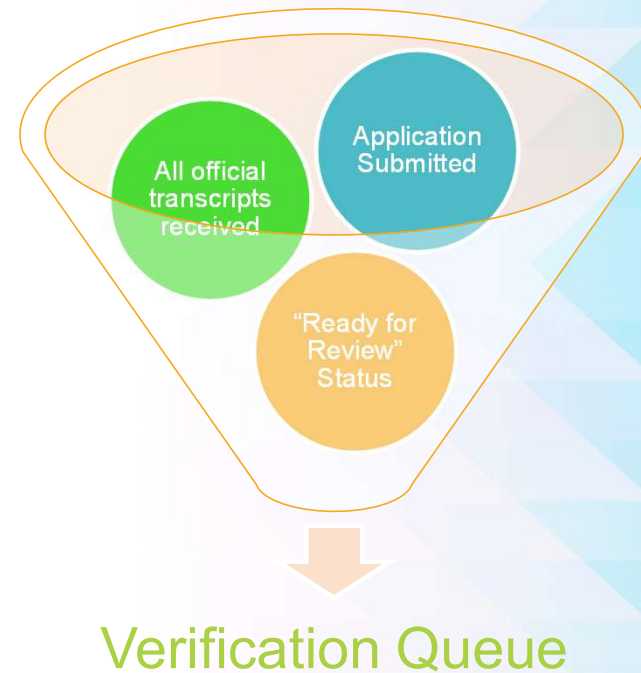 Application
Submitted
All official
transcripts
received
“Ready for
Review”
Status
Verification Queue